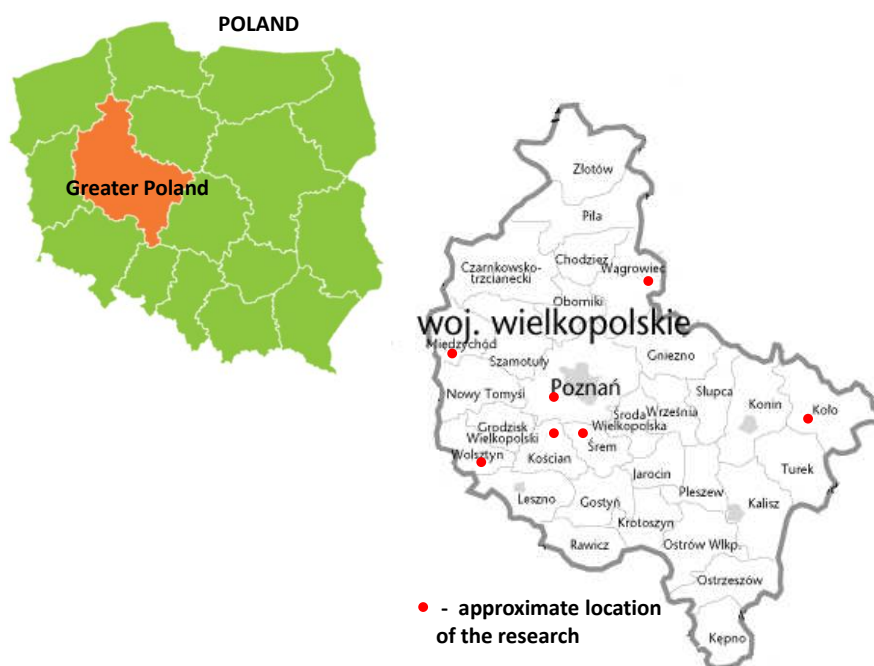 POLAND
Greater Poland
Złotów
Piła
Chodzież
Wągrowiec
Czarnkowsko-
trzcianecki
Oborniki
woj. wielkopolskie
Międzychód
Szamotuły
Gniezno
Nowy Tomyśl
Poznań
Słupca
Konin
Koło
Środa
Wielkopolska
Września
Grodzisk
Wielkopolski
Wolsztyn
Kościan
Śrem
Jarocin
Turek
Leszno
Gostyń
Pleszew
Kalisz
Krotoszyn
Rawicz
Ostrów Wlkp.
Ostrzeszów
Kępno
- approximate location
of the research